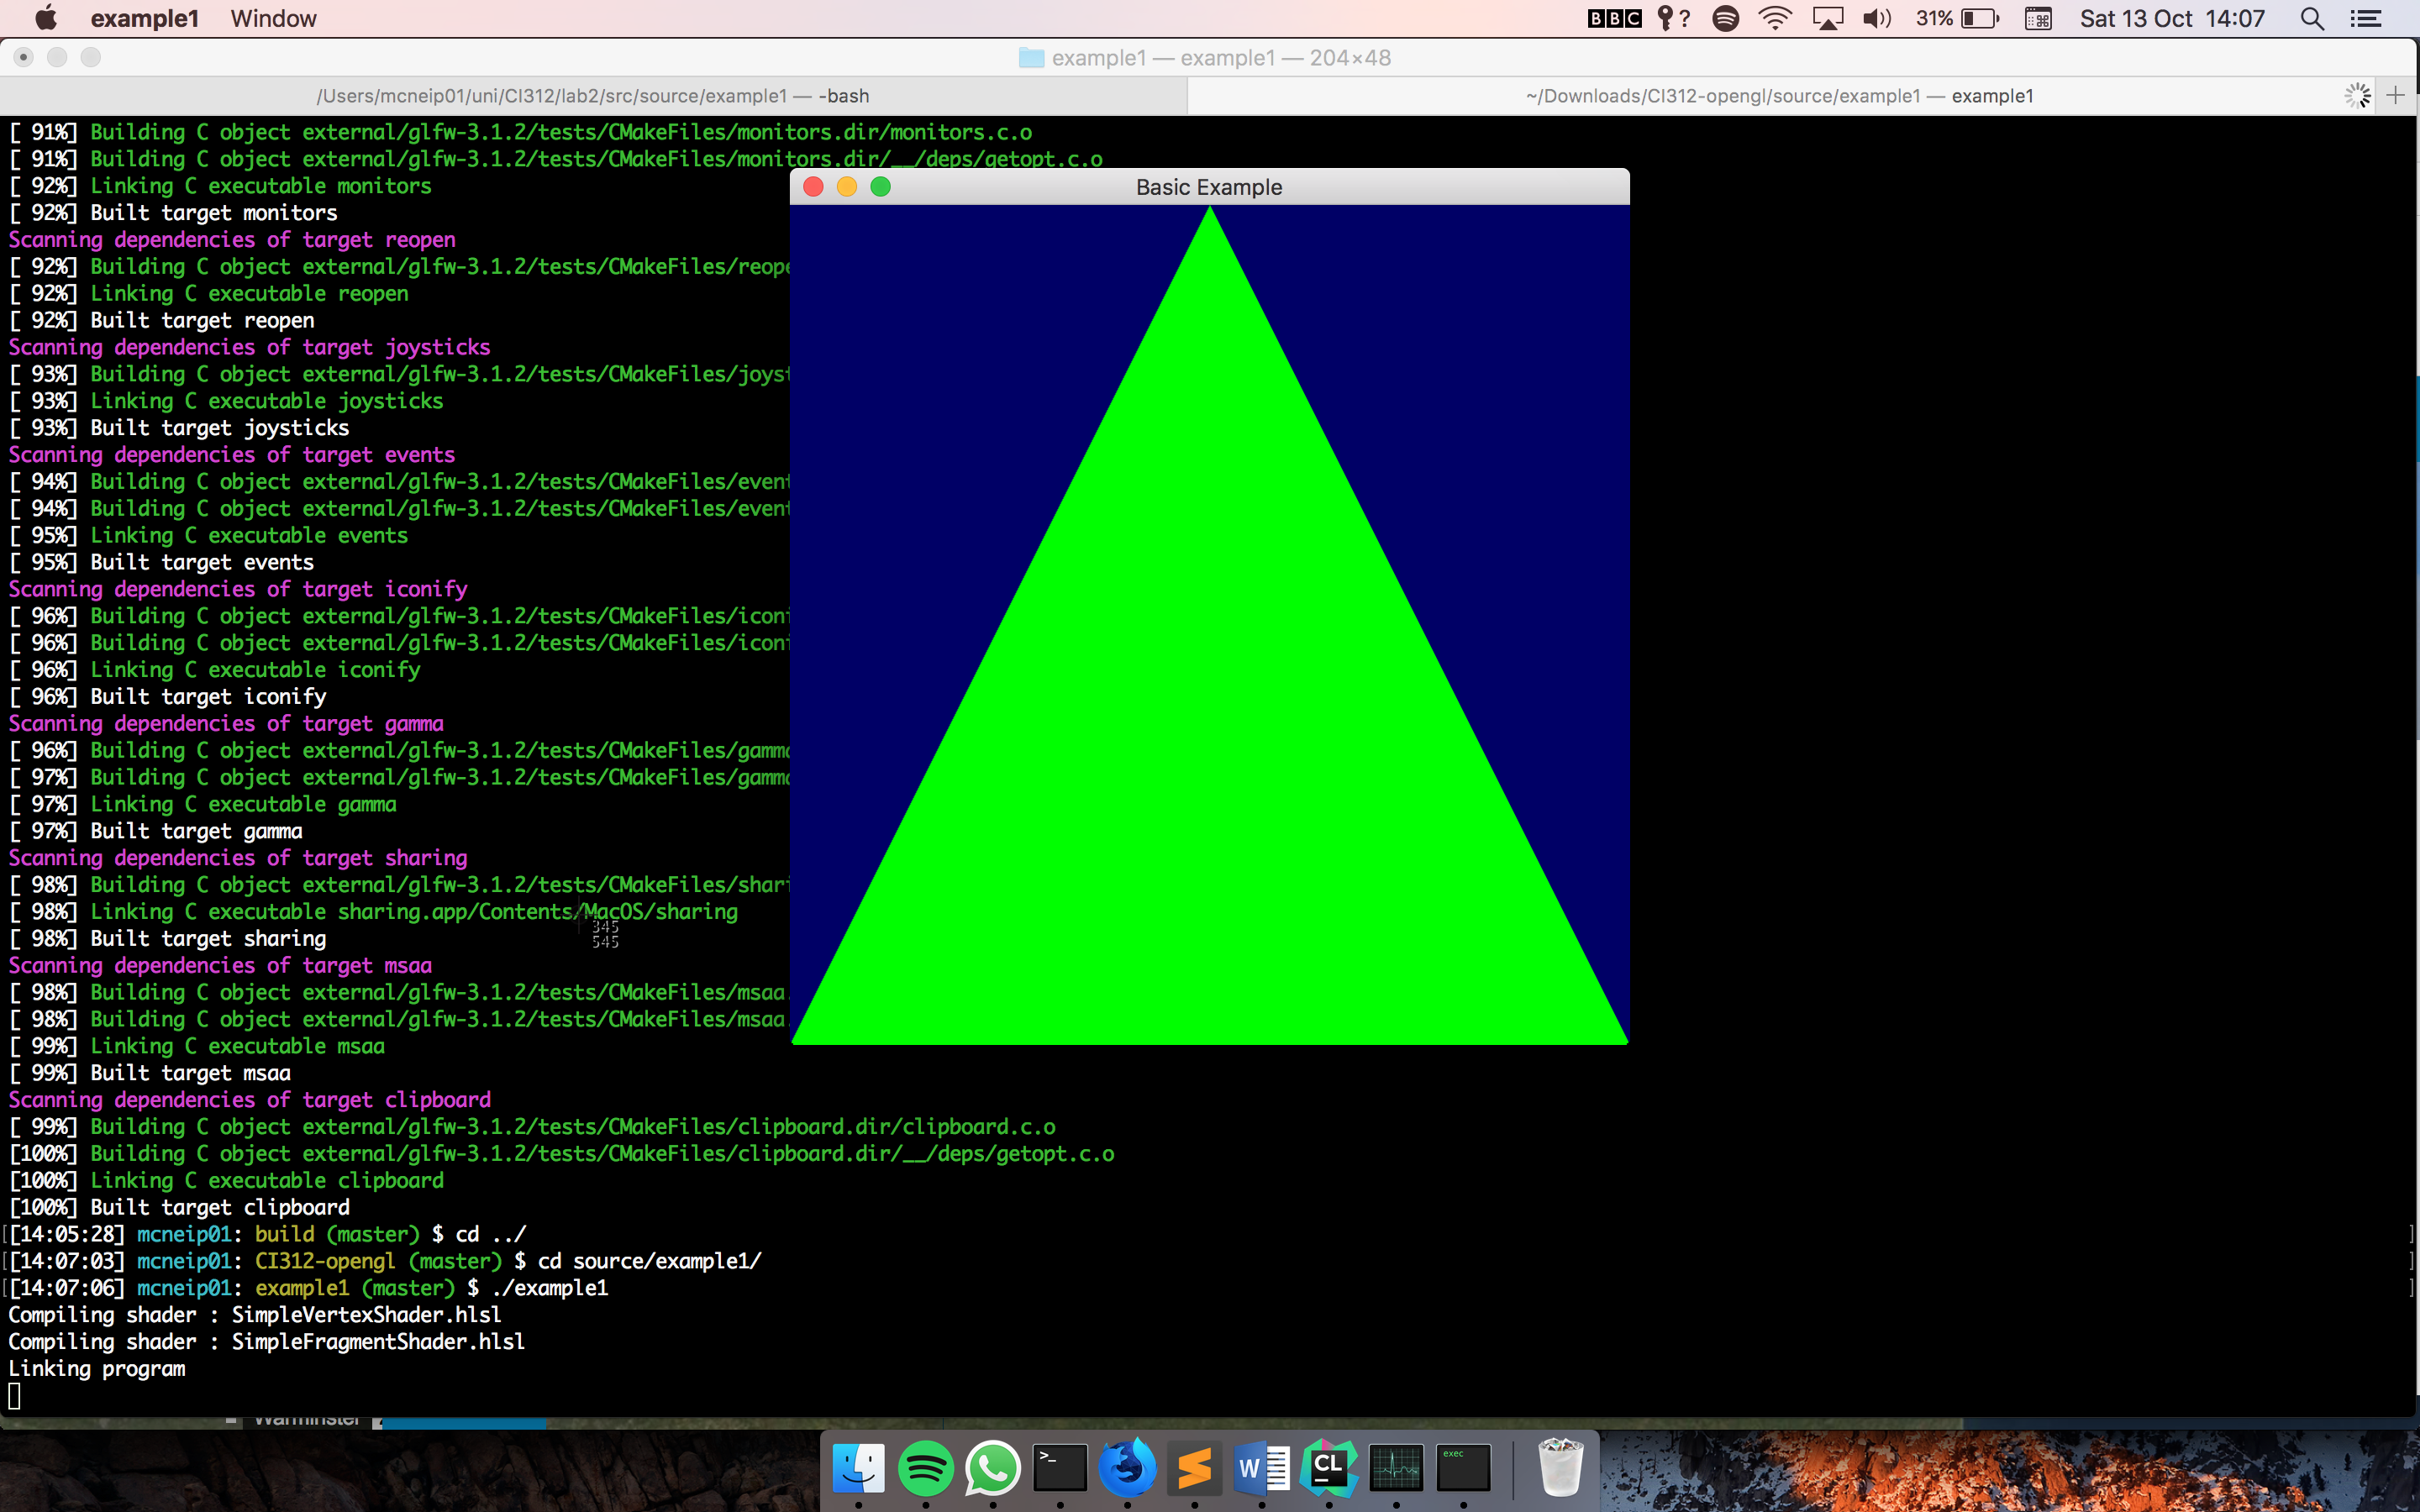 example1 Window BBC ? 31% Sat 13 Oct 14:07
example1 — example1 — 204×48
/Users/mcneip01/uni/CI312/lab2/src/source/example1 — -bash
~/Downloads/CI312-opengl/source/example1 — example1
[ 91%] Building C object external/glfw-3.1.2/tests/CMakeFiles/monitors.dir/monitors.c.o
[ 91%] Building C object external/glfw-3.1.2/tests/CMakeFiles/monitors.dir/__/deps/getopt.c.o
[ 92%] Linking C executable monitors
Basic Example
[ 92%] Built target monitors
Scanning dependencies of target reopen
[ 92%] Building C object external/glfw-3.1.2/tests/CMakeFiles/reope
[ 92%] Linking C executable reopen
[ 92%] Built target reopen
Scanning dependencies of target joysticks
[ 93%] Building C object external/glfw-3.1.2/tests/CMakeFiles/joyst
[ 93%] Linking C executable joysticks
[ 93%] Built target joysticks
Scanning dependencies of target events
[ 94%] Building C object external/glfw-3.1.2/tests/CMakeFiles/event
[ 94%] Building C object external/glfw-3.1.2/tests/CMakeFiles/event
[ 95%] Linking C executable events
[ 95%] Built target events
Scanning dependencies of target iconify
[ 96%] Building C object external/glfw-3.1.2/tests/CMakeFiles/iconi
[ 96%] Building C object external/glfw-3.1.2/tests/CMakeFiles/iconi
[ 96%] Linking C executable iconify
[ 96%] Built target iconify
Scanning dependencies of target gamma
[ 96%] Building C object external/glfw-3.1.2/tests/CMakeFiles/gamma
[ 97%] Building C object external/glfw-3.1.2/tests/CMakeFiles/gamma
[ 97%] Linking C executable gamma
[ 97%] Built target gamma
Scanning dependencies of target sharing
[ 98%] Building C object external/glfw-3.1.2/tests/CMakeFiles/shari
[ 98%] Linking C executable sharing.app/Contents/MacOS/sharing
345
[ 98%] Built target sharing
545
Scanning dependencies of target msaa
[ 98%] Building C object external/glfw-3.1.2/tests/CMakeFiles/msaa.
[ 98%] Building C object external/glfw-3.1.2/tests/CMakeFiles/msaa.
[ 99%] Linking C executable msaa
[ 99%] Built target msaa
Scanning dependencies of target clipboard
[ 99%] Building C object external/glfw-3.1.2/tests/CMakeFiles/clipboard.dir/clipboard.c.o
[100%] Building C object external/glfw-3.1.2/tests/CMakeFiles/clipboard.dir/__/deps/getopt.c.o
[100%] Linking C executable clipboard
[100%] Built target clipboard
[[14:05:28] mcneip01: build (master) $ cd ../ ]
[[14:07:03] mcneip01: CI312-opengl (master) $ cd source/example1/ ]
[[14:07:06] mcneip01: example1 (master) $ ./example1 ]
Compiling shader : SimpleVertexShader.hlsl
Compiling shader : SimpleFragmentShader.hlsl
Linking program
Warminster
>_ W CL exec